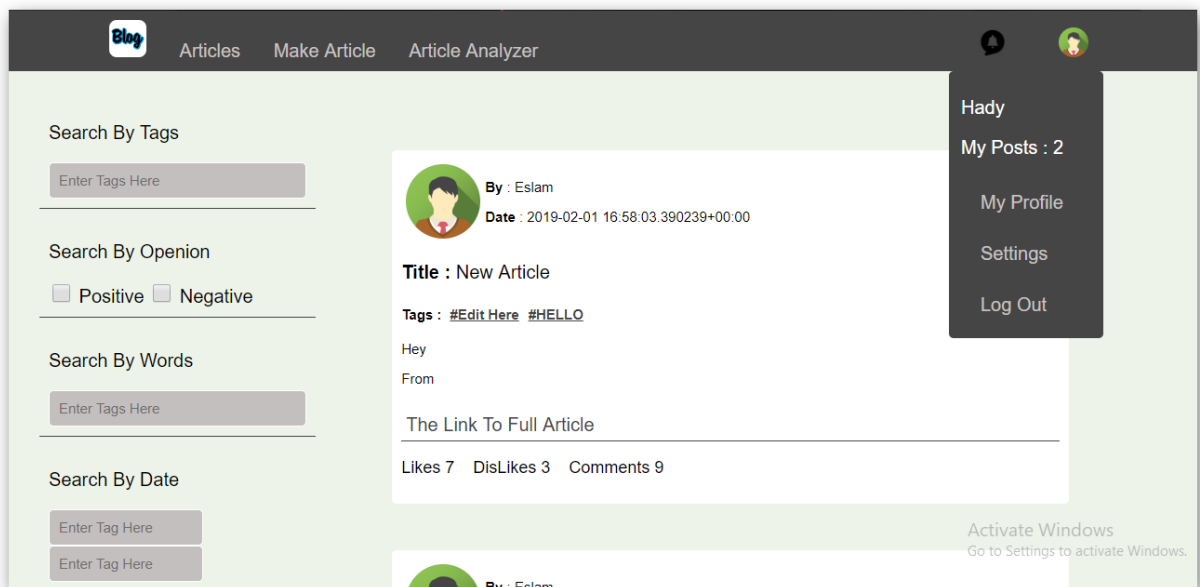 Blog
Articles Make Article Article Analyzer
Hady
My Posts : 2
My Profile
Settings
Log Out
Search By Tags
Enter Tags Here
Search By Openion
Positive Negative
Search By Words
Enter Tags Here
Search By Date
Enter Tag Here
Enter Tag Here
By : Eslam
Date : 2019-02-01 16:58:03.390239+00:00
Title : New Article
Tags : #Edit Here #HELLO
Hey
From
The Link To Full Article
Likes 7 DisLikes 3 Comments 9
By : Eslam
Activate Windows
Go to Settings to activate Windows.